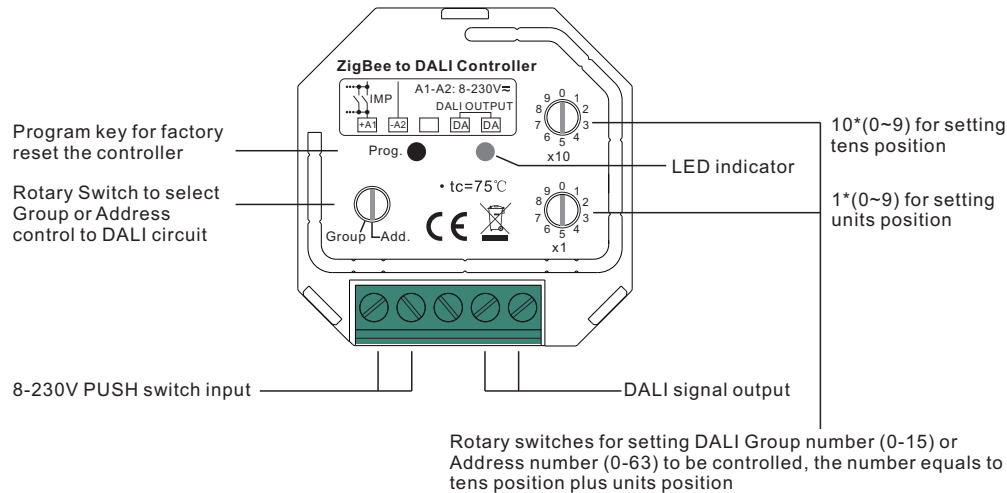 ZigBee to DALI Controller
IMP
A1-A2: 8-230V⎓
DALI OUTPUT
+A1 -A2 DA DA
Prog.
• tc=75℃
Group Add.
CE
0 1 2 3 4 5 6 7 8 9
x10
0 1 2 3 4 5 6 7 8 9
x1
Program key for factory
reset the controller
Rotary Switch to select
Group or Address
control to DALI circuit
LED indicator
10*(0~9) for setting
tens position
1*(0~9) for setting
units position
8-230V PUSH switch input
DALI signal output
Rotary switches for setting DALI Group number (0-15) or
Address number (0-63) to be controlled, the number equals to
tens position plus units position